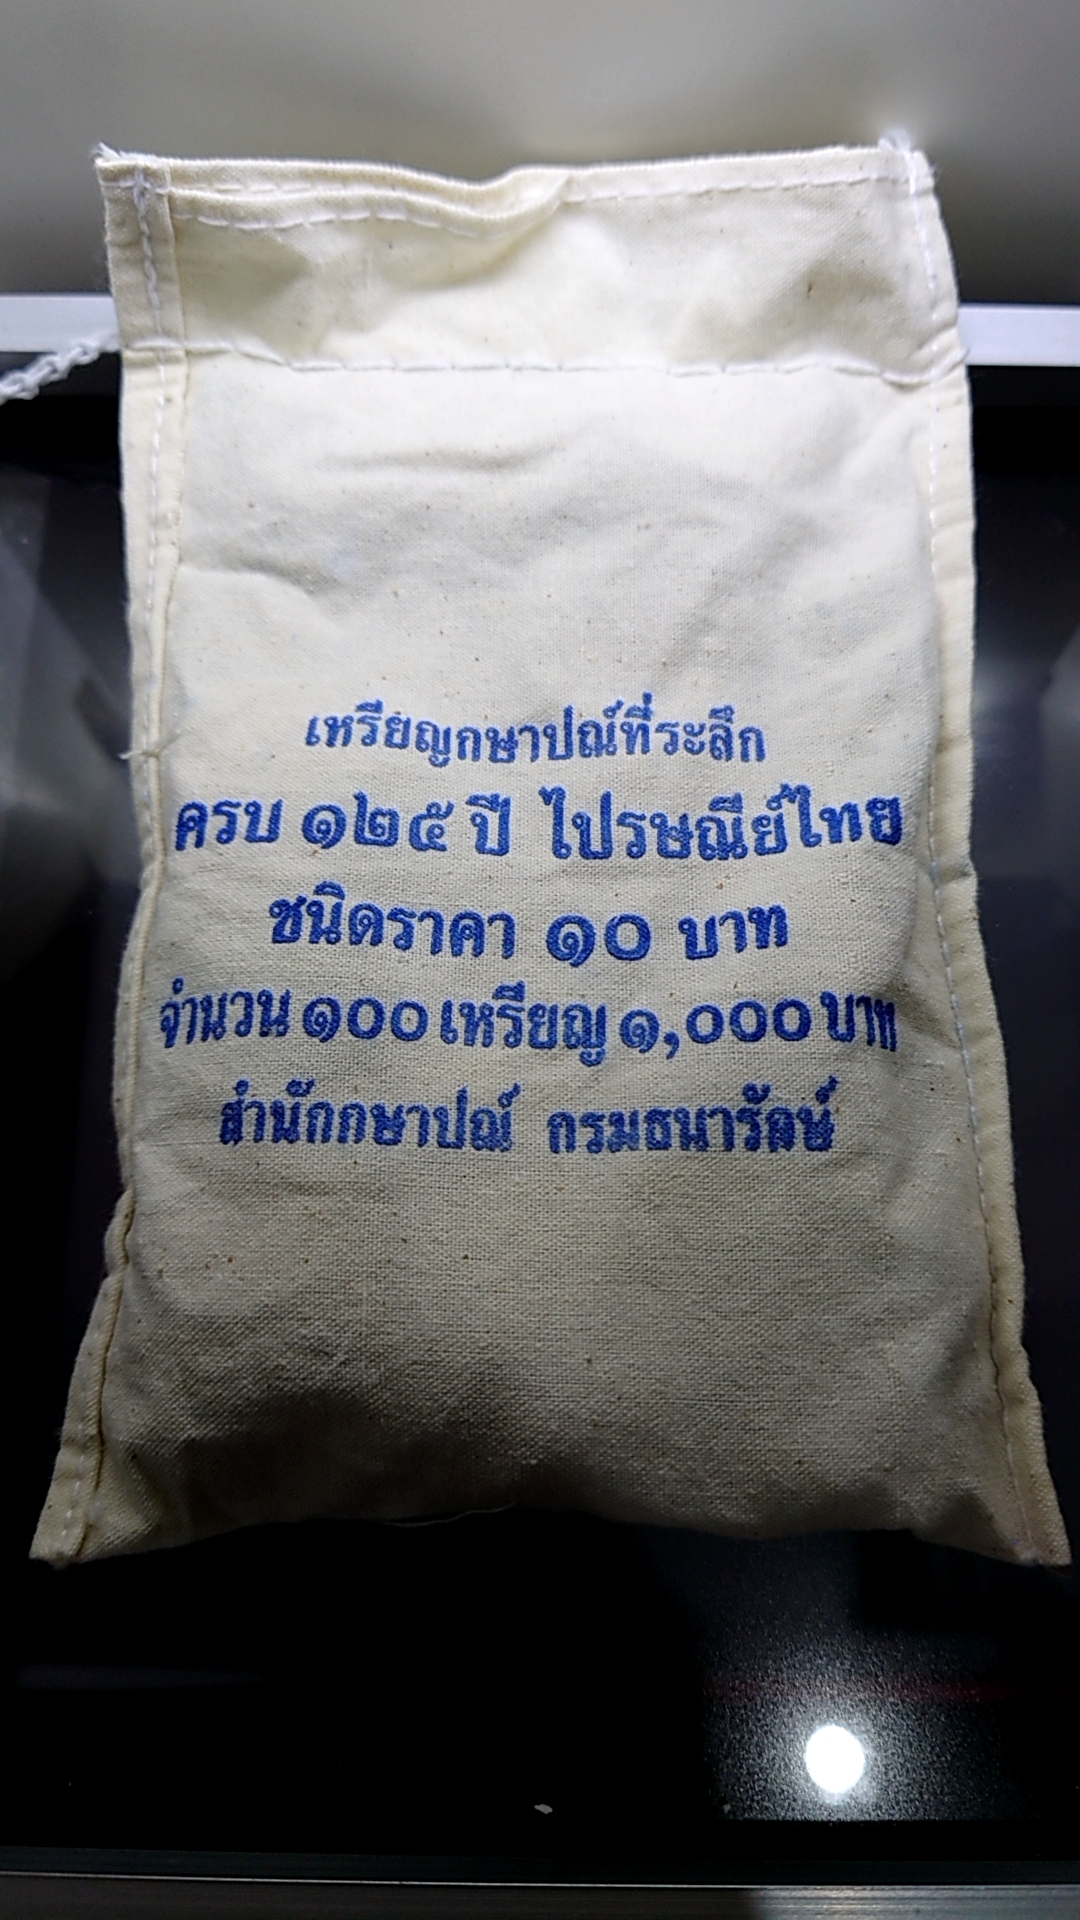 เหรียญกษาปณ์ที่ระลึก
ครบ ๑๒๕ ปี ไปรษณีย์ไทย
ชนิดราคา ๑๐ บาท
จำนวน ๑๐๐ เหรียญ ๑,๐๐๐ บาท
สำนักกษาปณ์ กรมธนารักษ์